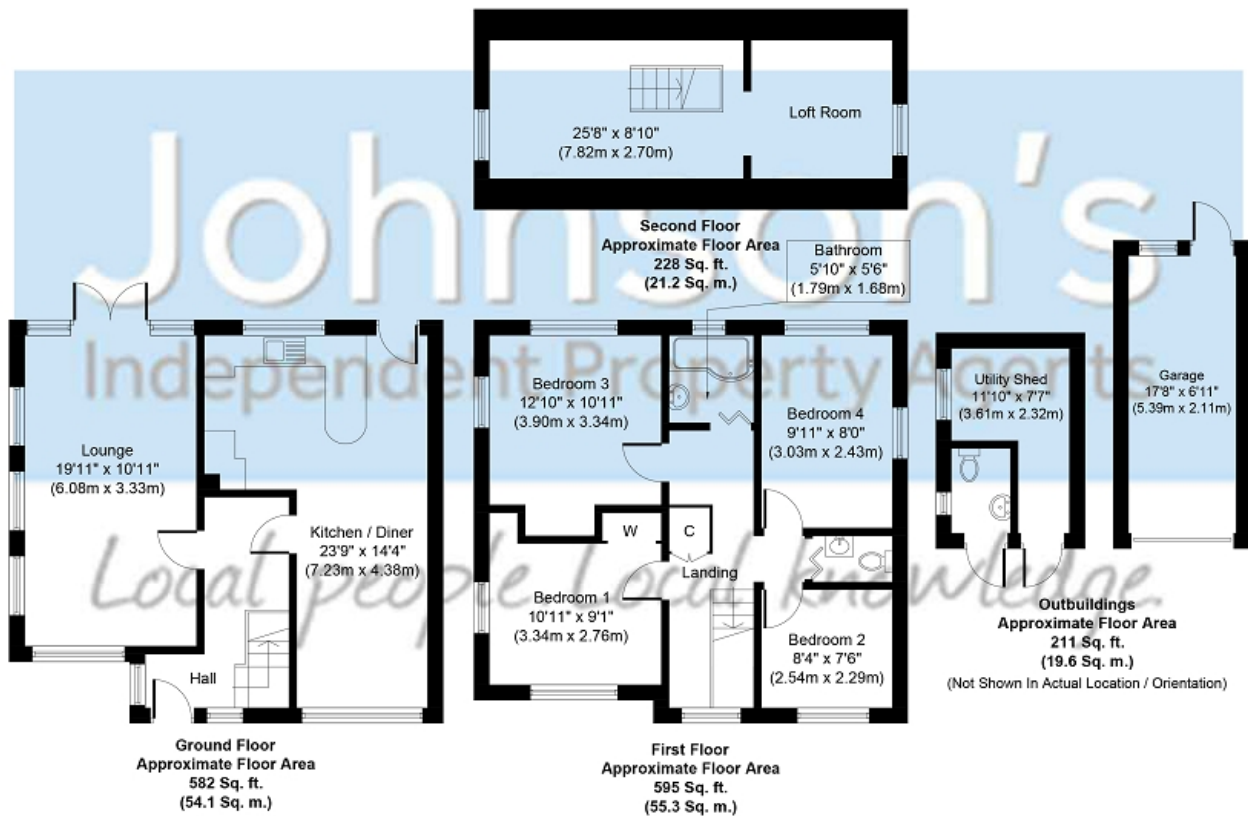 25'8" x 8'10"
(7.82m x 2.70m)
Loft Room
Second Floor
Approximate Floor Area
228 Sq. ft.
(21.2 Sq. m.)
Johnson's
Independent Property Agents
Local people Local knowledge.
Lounge
19'11" x 10'11"
(6.08m x 3.33m)
Kitchen / Diner
23'9" x 14'4"
(7.23m x 4.38m)
Hall
Ground Floor
Approximate Floor Area
582 Sq. ft.
(54.1 Sq. m.)
Bathroom
5'10" x 5'6"
(1.79m x 1.68m)
Bedroom 3
12'10" x 10'11"
(3.90m x 3.34m)
Bedroom 4
9'11" x 8'0"
(3.03m x 2.43m)
W
C
Landing
Bedroom 1
10'11" x 9'1"
(3.34m x 2.76m)
Bedroom 2
8'4" x 7'6"
(2.54m x 2.29m)
First Floor
Approximate Floor Area
595 Sq. ft.
(55.3 Sq. m.)
Utility Shed
11'10" x 7'7"
(3.61m x 2.32m)
Garage
17'8" x 6'11"
(5.39m x 2.11m)
Outbuildings
Approximate Floor Area
211 Sq. ft.
(19.6 Sq. m.)
(Not Shown In Actual Location / Orientation)